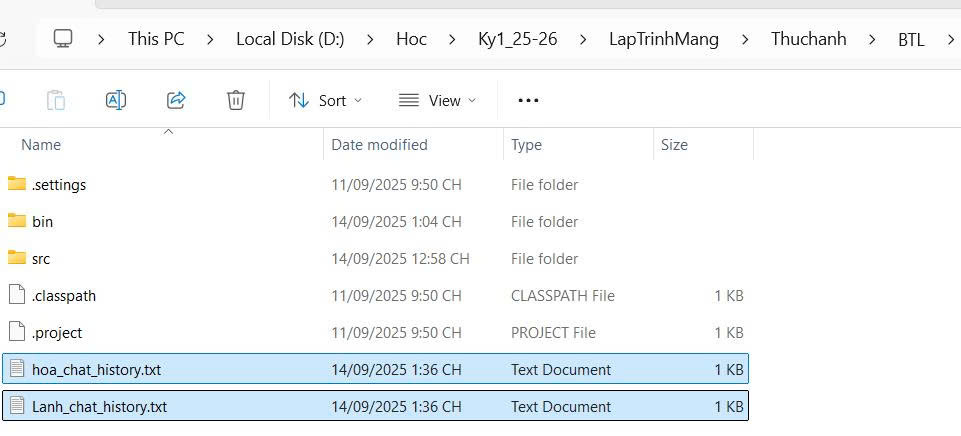 This PC > Local Disk (D:) > Hoc > Ky1_25-26 > LapTrinhMang > Thuchanh > BTL >
Sort View ...
Name Date modified Type Size
.settings 11/09/2025 9:50 CH File folder
bin 14/09/2025 1:04 CH File folder
src 14/09/2025 12:58 CH File folder
.classpath 11/09/2025 9:50 CH CLASSPATH File 1 KB
.project 11/09/2025 9:50 CH PROJECT File 1 KB
hoa_chat_history.txt 14/09/2025 1:36 CH Text Document 1 KB
Lanh_chat_history.txt 14/09/2025 1:36 CH Text Document 1 KB